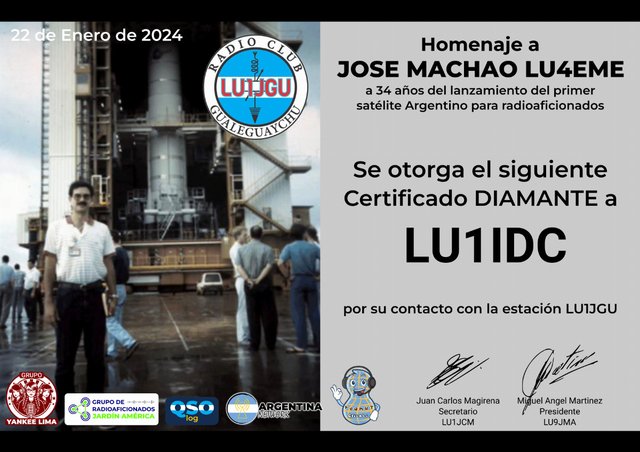 22 de Enero de 2024
RADIO CLUB
LU1JGU
GUALEGUAYCHU
Homenaje a
JOSE MACHAO LU4EME
a 34 años del lanzamiento del primer
satélite Argentino para radioaficionados
Se otorga el siguiente
Certificado DIAMANTE a
LU1IDC
por su contacto con la estación LU1JGU
Juan Carlos Magirena
Secretario
LU1JCM
Miguel Angel Martinez
Presidente
LU9JMA
GRUPO
YANKEE LIMA
GRUPO DE
RADIOAFICIONADOS
JARDÍN AMÉRICA
QSO
log
ARGENTINA